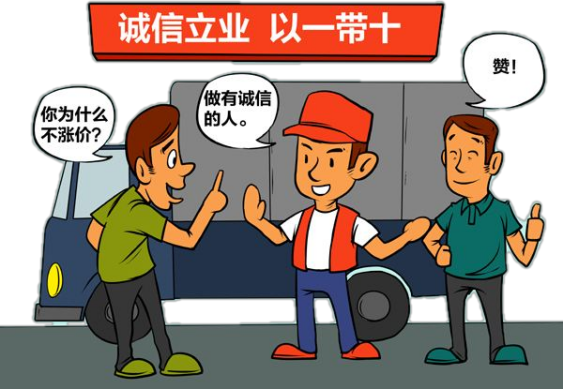 诚信立业 以一带十
你为什么
不涨价？
做有诚信
的人。
赞！